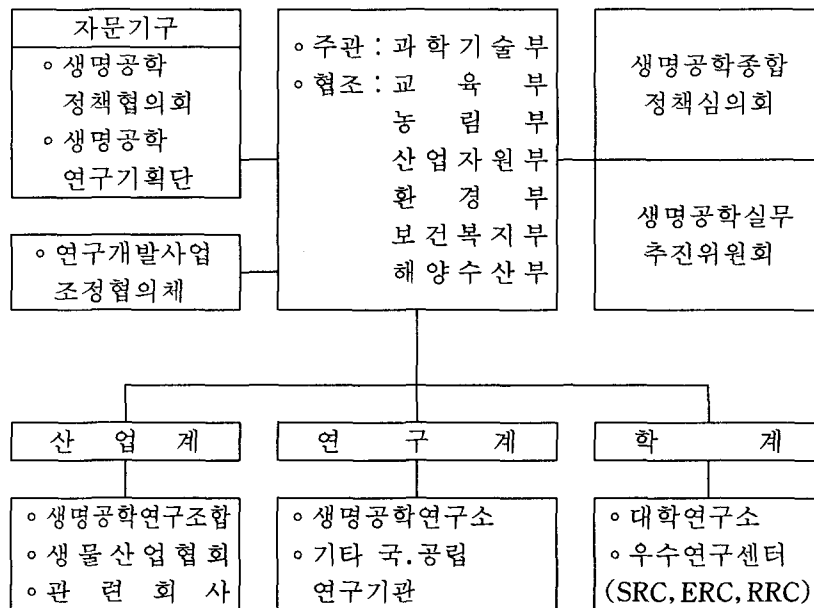 자문기구
∘ 생명공학
정책협의회
∘ 생명공학
연구기획단
∘ 연구개발사업
조정협의체
∘ 주관 : 과학기술부
∘ 협조 : 교 육 부
농 림 부
산업자원부
환 경 부
보건복지부
해양수산부
생명공학종합
정책심의회
생명공학실무
추진위원회
산 업 계
∘ 생명공학연구조합
∘ 생물산업협회
∘ 관 련 회 사
연 구 계
∘ 생명공학연구소
∘ 기타 국.공립
연구기관
학 계
∘ 대학연구소
∘ 우수연구센터
(SRC, ERC, RRC)